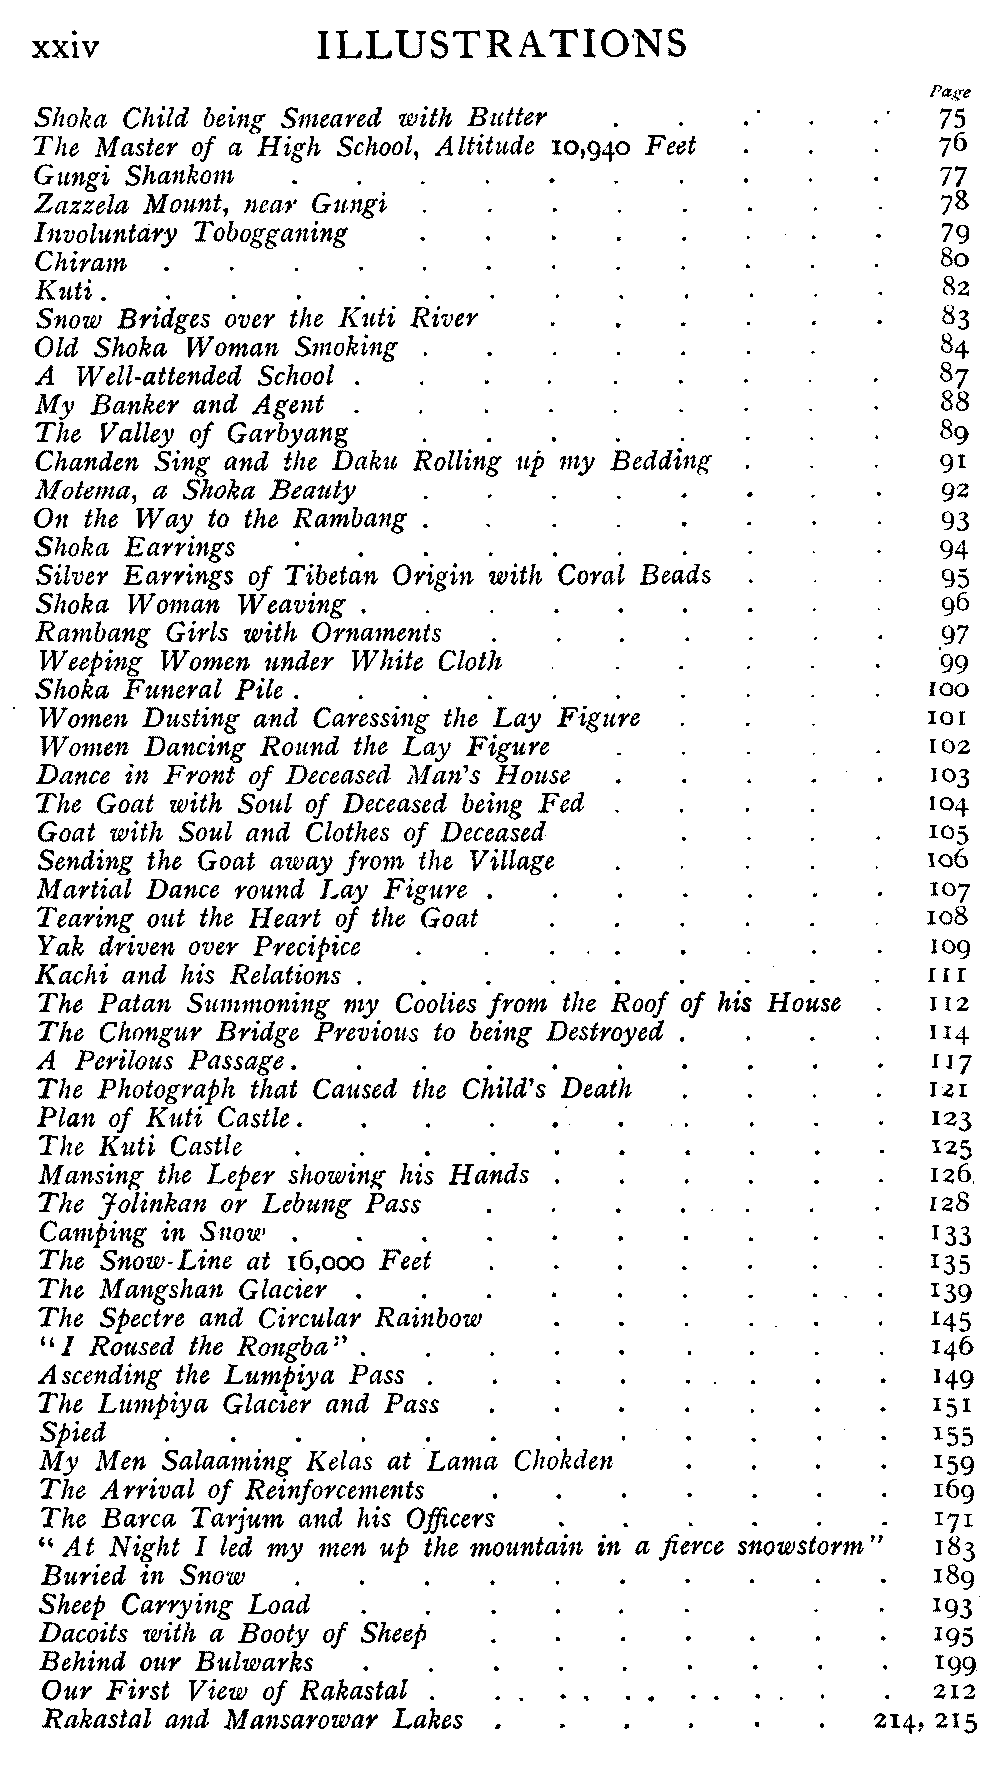 xxiv ILLUSTRATIONS
Page
Shoka Child being Smeared with Butter . . . . . 75
The Master of a High School, Altitude 10,940 Feet . . . 76
Gungi Shankom . . . . . . . . . . 77
Zazzela Mount, near Gungi . . . . . . . . 78
Involuntary Tobogganing . . . . . . . . 79
Chiram . . . . . . . . . . . . 80
Kuti . . . . . . . . . . . . . 82
Snow Bridges over the Kuti River . . . . . . 83
Old Shoka Woman Smoking . . . . . . . 84
A Well-attended School . . . . . . . . . 87
My Banker and Agent . . . . . . . . . 88
The Valley of Garbyang . . . . . . . . 89
Chanden Sing and the Daku Rolling up my Bedding . . . 91
Motema, a Shoka Beauty . . . . . . . . 92
On the Way to the Rambang . . . . . . . . 93
Shoka Earrings . . . . . . . . . . 94
Silver Earrings of Tibetan Origin with Coral Beads . . . 95
Shoka Woman Weaving . . . . . . . . . 96
Rambang Girls with Ornaments . . . . . . . 97
Weeping Women under White Cloth . . . . . . 99
Shoka Funeral Pile . . . . . . . . . . 100
Women Dusting and Caressing the Lay Figure . . . 101
Women Dancing Round the Lay Figure . . . . . 102
Dance in Front of Deceased Man's House . . . . . 103
The Goat with Soul of Deceased being Fed . . . . 104
Goat with Soul and Clothes of Deceased . . . . 105
Sending the Goat away from the Village . . . . . 106
Martial Dance round Lay Figure . . . . . . . 107
Tearing out the Heart of the Goat . . . . . . 108
Yak driven over Precipice . . . . . . . . 109
Kachi and his Relations . . . . . . . . . 111
The Patan Summoning my Coolies from the Roof of his House . 112
The Chongur Bridge Previous to being Destroyed . . . . 114
A Perilous Passage . . . . . . . . . . 117
The Photograph that Caused the Child's Death . . . . 121
Plan of Kuti Castle . . . . . . . . . . 123
The Kuti Castle . . . . . . . . . . 125
Mansing the Leper showing his Hands . . . . . . 126
The Jolinkan or Lebung Pass . . . . . . . 128
Camping in Snow . . . . . . . . . . 133
The Snow-Line at 16,000 Feet . . . . . . . 135
The Mangshan Glacier . . . . . . . . . 139
The Spectre and Circular Rainbow . . . . . . 145
"I Roused the Rongba" . . . . . . . . . 146
Ascending the Lumpiya Pass . . . . . . . . 149
The Lumpiya Glacier and Pass . . . . . . . 151
Spied . . . . . . . . . . . . 155
My Men Salaaming Kelas at Lama Chokden . . . . 159
The Arrival of Reinforcements . . . . . . . 169
The Barca Tarjum and his Officers . . . . . . 171
"At Night I led my men up the mountain in a fierce snowstorm" 183
Buried in Snow . . . . . . . . . . 189
Sheep Carrying Load . . . . . . . . 193
Dacoits with a Booty of Sheep . . . . . . . 195
Behind our Bulwarks . . . . . . . . . 199
Our First View of Rakastal . . . . . . . . 212
Rakastal and Mansarowar Lakes . . . . . . 214, 215